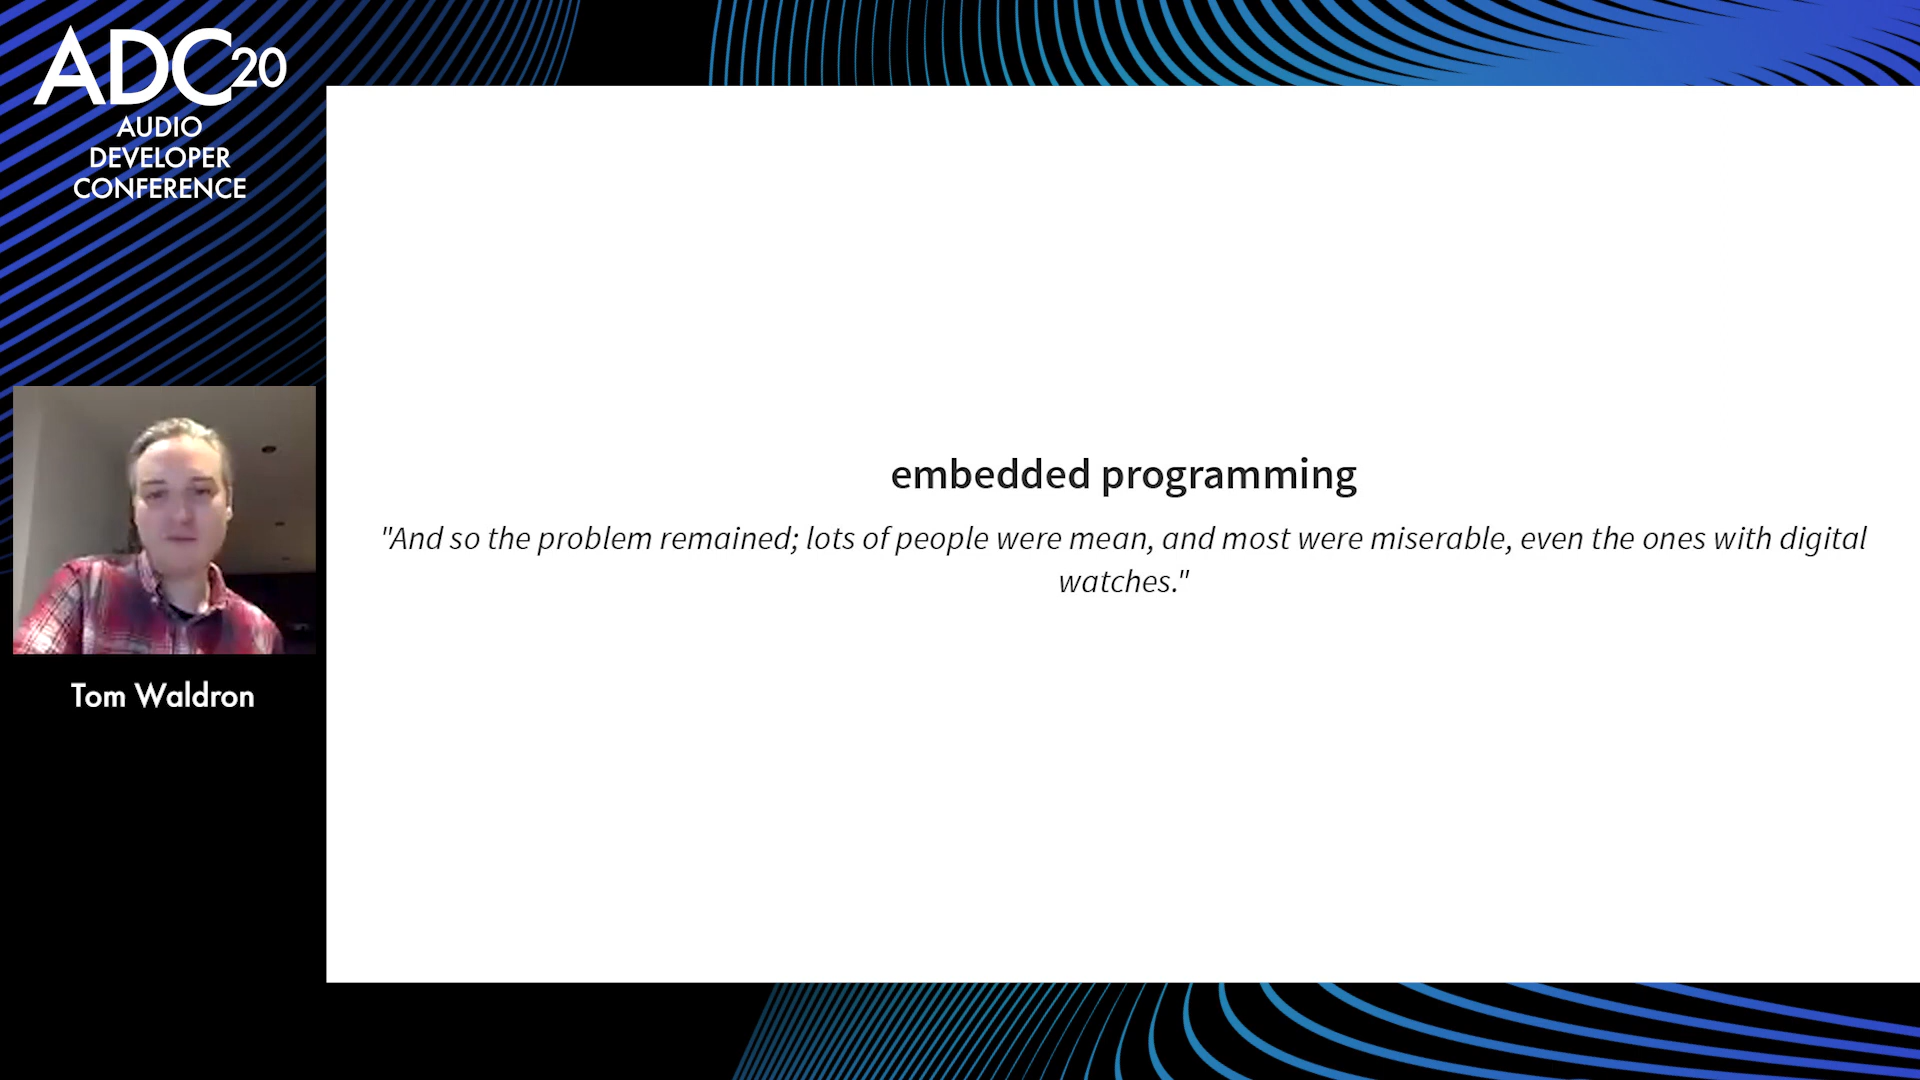 ADC20
AUDIO
DEVELOPER
CONFERENCE
Tom Waldron
embedded programming
"And so the problem remained; lots of people were mean, and most were miserable, even the ones with digital
watches."